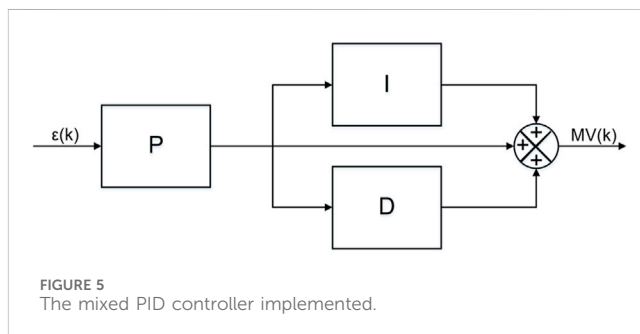 I
ε(k)
P
+
+
+
MV(k)
D
FIGURE 5
The mixed PID controller implemented.